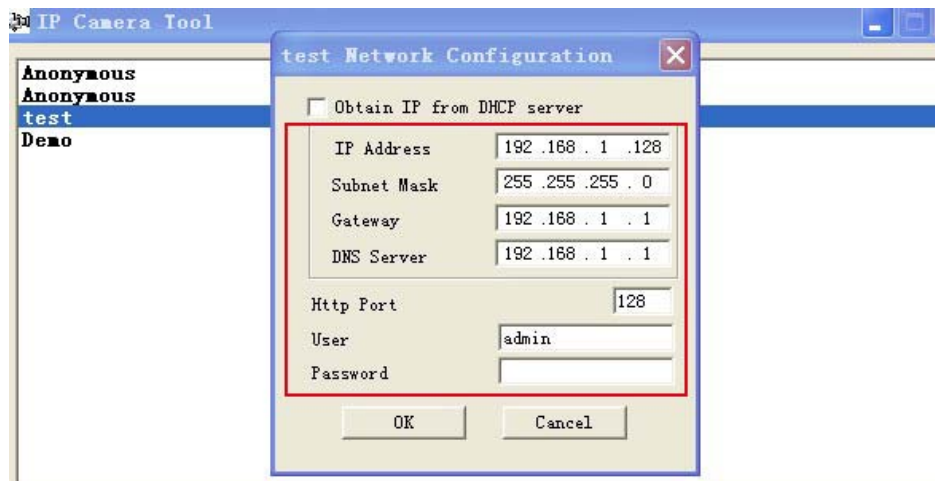 IP Camera Tool
test Network Configuration
Anonymous
Anonymous
test
Demo
Obtain IP from DHCP server
IP Address 192 .168 . 1 .128
Subnet Mask 255 .255 .255 . 0
Gateway 192 .168 . 1 . 1
DNS Server 192 .168 . 1 . 1
Http Port 128
User admin
Password
OK Cancel